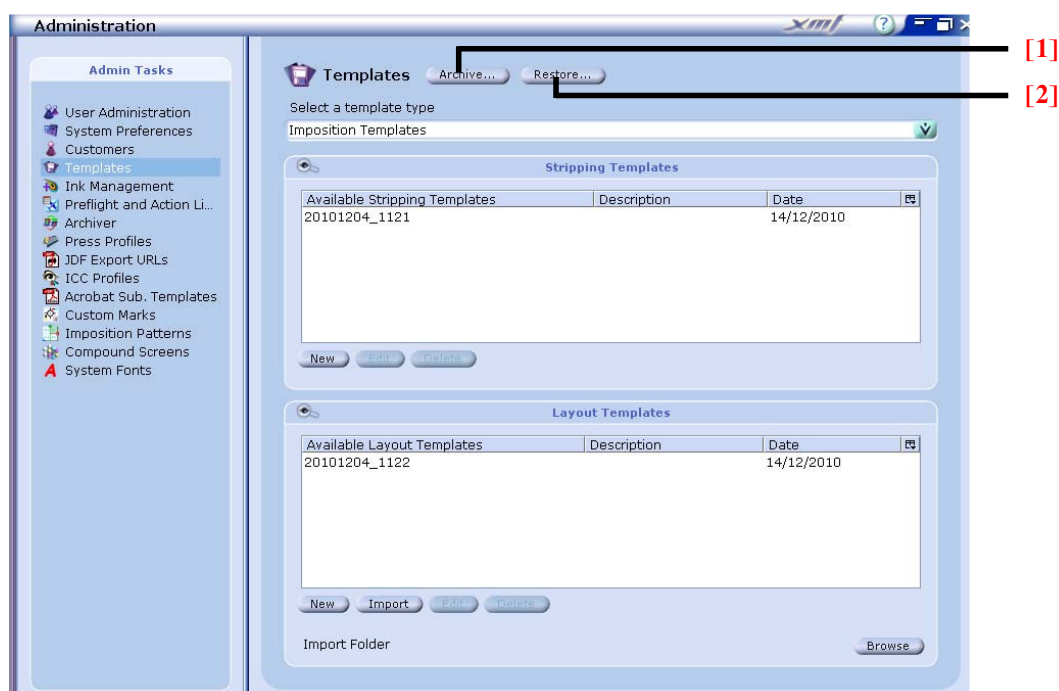 Administration
xmf ?
[1]
[2]
Admin Tasks
User Administration
System Preferences
Customers
Templates
Ink Management
Preflight and Action Li...
Archiver
Press Profiles
JDF Export URLs
ICC Profiles
Acrobat Sub. Templates
Custom Marks
Imposition Patterns
Compound Screens
System Fonts
Templates Archive... Restore...
Select a template type
Imposition Templates
Stripping Templates
Available Stripping Templates Description Date
20101204_1121 14/12/2010
New Edit Delete
Layout Templates
Available Layout Templates Description Date
20101204_1122 14/12/2010
New Import Edit Delete
Import Folder Browse